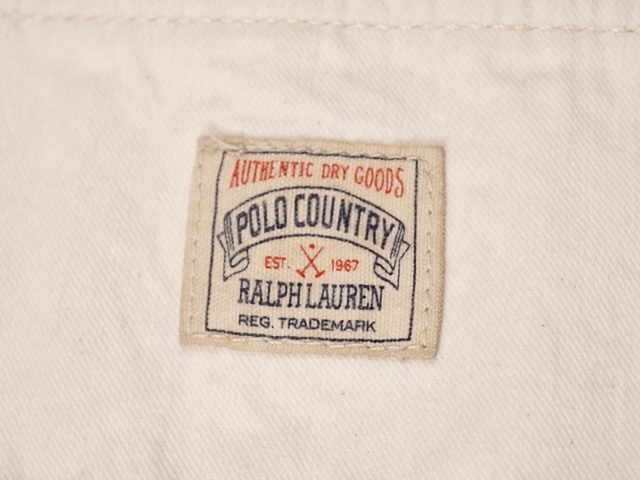 AUTHENTIC DRY GOODS
POLO COUNTRY
EST. 1967
RALPH LAUREN
REG. TRADEMARK